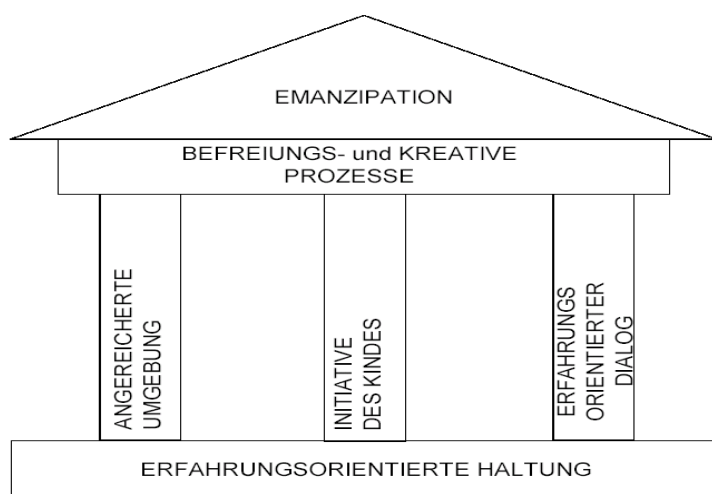 EMANZIPATION
BEFREIUNGS- und KREATIVE
PROZESSE
ANGEREICHERTE
UMGEBUNG
INITIATIVE
DES KINDES
ERFAHRUNGS
ORIENTIERTER
DIALOG
ERFAHRUNGSORIENTIERTE HALTUNG